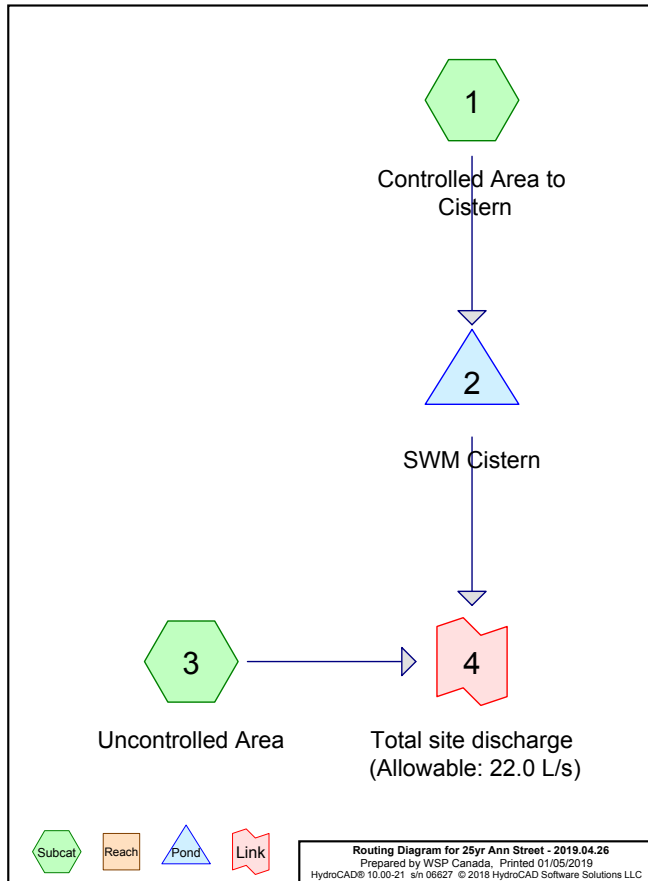 1
Controlled Area to
Cistern
2
SWM Cistern
3
Uncontrolled Area
4
Total site discharge
(Allowable: 22.0 L/s)
Subcat
Reach
Pond
Link
Routing Diagram for 25yr Ann Street - 2019.04.26
Prepared by WSP Canada, Printed 01/05/2019
HydroCAD® 10.00-21 s/n 06627 © 2018 HydroCAD Software Solutions LLC